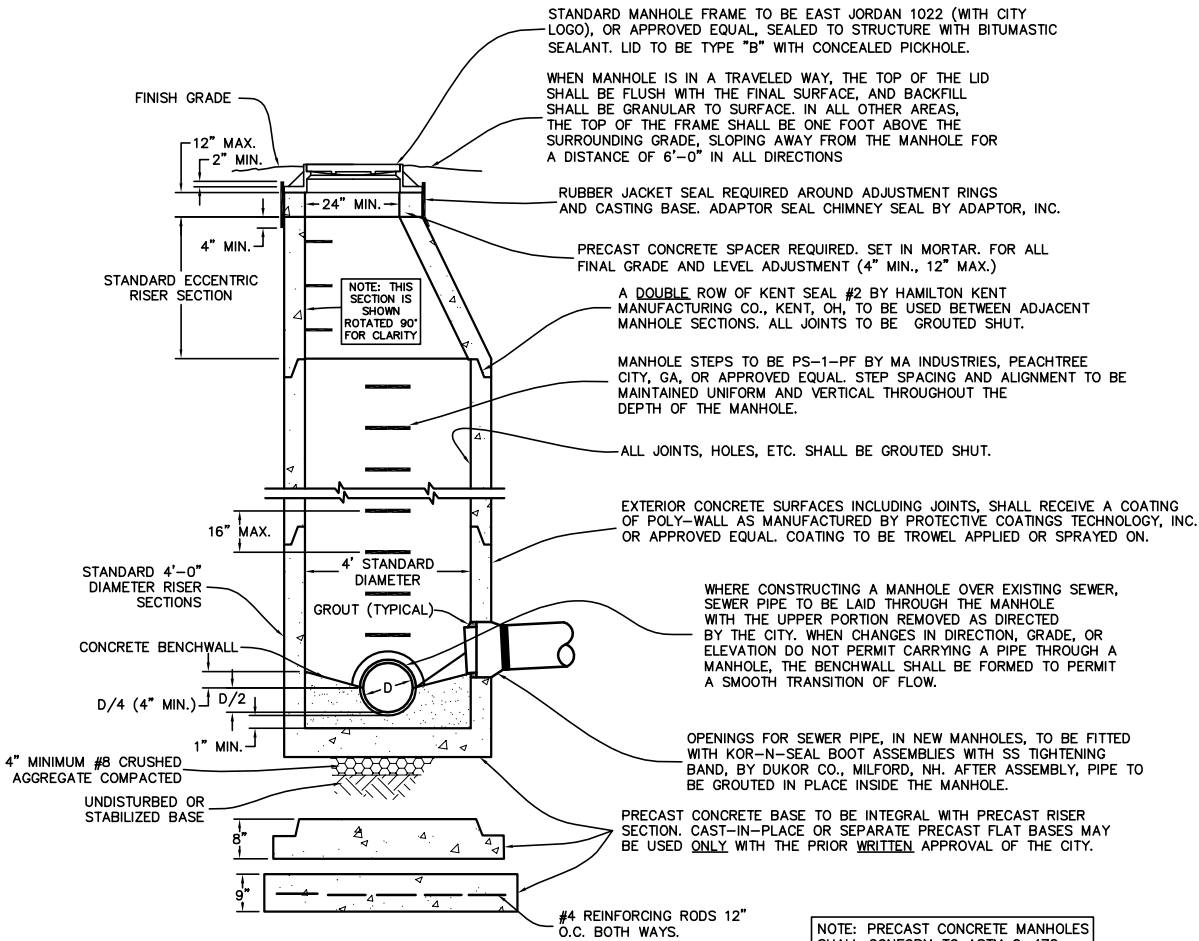 STANDARD MANHOLE FRAME TO BE EAST JORDAN 1022 (WITH CITY
LOGO), OR APPROVED EQUAL, SEALED TO STRUCTURE WITH BITUMASTIC
SEALANT. LID TO BE TYPE "B" WITH CONCEALED PICKHOLE.
WHEN MANHOLE IS IN A TRAVELED WAY, THE TOP OF THE LID
SHALL BE FLUSH WITH THE FINAL SURFACE, AND BACKFILL
SHALL BE GRANULAR TO SURFACE. IN ALL OTHER AREAS,
THE TOP OF THE FRAME SHALL BE ONE FOOT ABOVE THE
SURROUNDING GRADE, SLOPING AWAY FROM THE MANHOLE FOR
A DISTANCE OF 6'-0" IN ALL DIRECTIONS
FINISH GRADE
12" MAX.
2" MIN.
24" MIN.
RUBBER JACKET SEAL REQUIRED AROUND ADJUSTMENT RINGS
AND CASTING BASE. ADAPTOR SEAL CHIMNEY SEAL BY ADAPTOR, INC.
4" MIN.
PRECAST CONCRETE SPACER REQUIRED. SET IN MORTAR. FOR ALL
FINAL GRADE AND LEVEL ADJUSTMENT (4" MIN., 12" MAX.)
STANDARD ECCENTRIC
RISER SECTION
NOTE: THIS
SECTION IS
SHOWN
ROTATED 90°
FOR CLARITY
A DOUBLE ROW OF KENT SEAL #2 BY HAMILTON KENT
MANUFACTURING CO., KENT, OH, TO BE USED BETWEEN ADJACENT
MANHOLE SECTIONS. ALL JOINTS TO BE GROUTED SHUT.
MANHOLE STEPS TO BE PS-1-PF BY MA INDUSTRIES, PEACHTREE
CITY, GA, OR APPROVED EQUAL. STEP SPACING AND ALIGNMENT TO BE
MAINTAINED UNIFORM AND VERTICAL THROUGHOUT THE
DEPTH OF THE MANHOLE.
ALL JOINTS, HOLES, ETC. SHALL BE GROUTED SHUT.
EXTERIOR CONCRETE SURFACES INCLUDING JOINTS, SHALL RECEIVE A COATING
OF POLY-WALL AS MANUFACTURED BY PROTECTIVE COATINGS TECHNOLOGY, INC.
OR APPROVED EQUAL. COATING TO BE TROWEL APPLIED OR SPRAYED ON.
16" MAX.
4' STANDARD
DIAMETER
STANDARD 4'-0"
DIAMETER RISER
SECTIONS
GROUT (TYPICAL)
WHERE CONSTRUCTING A MANHOLE OVER EXISTING SEWER,
SEWER PIPE TO BE LAID THROUGH THE MANHOLE
WITH THE UPPER PORTION REMOVED AS DIRECTED
BY THE CITY. WHEN CHANGES IN DIRECTION, GRADE, OR
ELEVATION DO NOT PERMIT CARRYING A PIPE THROUGH A
MANHOLE, THE BENCHWALL SHALL BE FORMED TO PERMIT
A SMOOTH TRANSITION OF FLOW.
CONCRETE BENCHWALL
D
D/4 (4" MIN.)
D/2
1" MIN.
OPENINGS FOR SEWER PIPE, IN NEW MANHOLES, TO BE FITTED
WITH KOR-N-SEAL BOOT ASSEMBLIES WITH SS TIGHTENING
BAND, BY DUKOR CO., MILFORD, NH. AFTER ASSEMBLY, PIPE TO
BE GROUTED IN PLACE INSIDE THE MANHOLE.
4" MINIMUM #8 CRUSHED
AGGREGATE COMPACTED
UNDISTURBED OR
STABILIZED BASE
PRECAST CONCRETE BASE TO BE INTEGRAL WITH PRECAST RISER
SECTION. CAST-IN-PLACE OR SEPARATE PRECAST FLAT BASES MAY
BE USED ONLY WITH THE PRIOR WRITTEN APPROVAL OF THE CITY.
8"
9"
#4 REINFORCING RODS 12"
O.C. BOTH WAYS.
NOTE: PRECAST CONCRETE MANHOLES